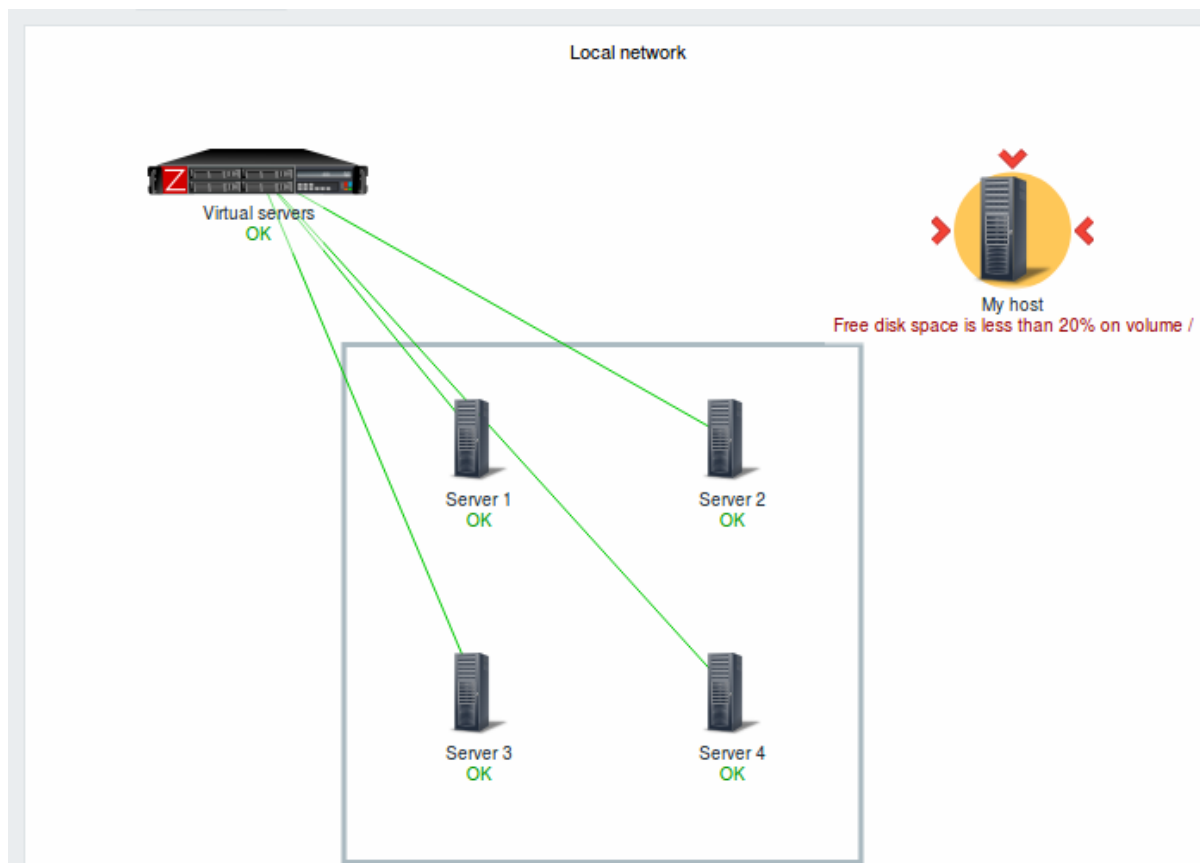 Local network
Z
Virtual servers
OK
My host
Free disk space is less than 20% on volume /
Server 1
OK
Server 2
OK
Server 3
OK
Server 4
OK